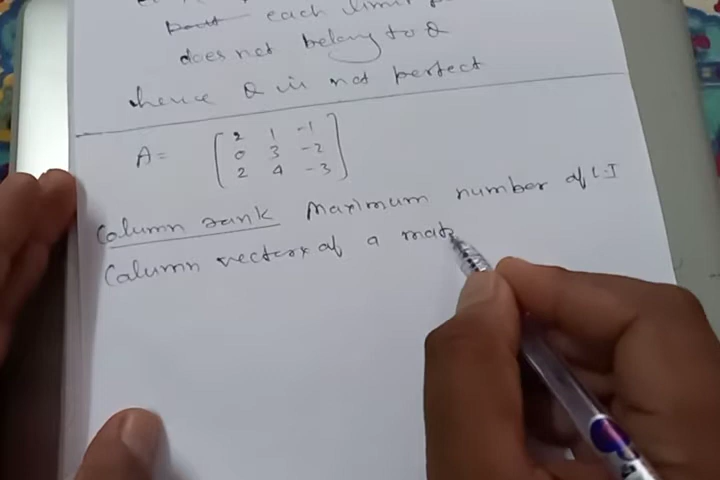 each limit
does not belong to Q
hence Q is not perfect
A = [ 2 1 -1
0 3 -2
2 4 -3 ]
Column rank Maximum number of L.I
Column vectors of a mat